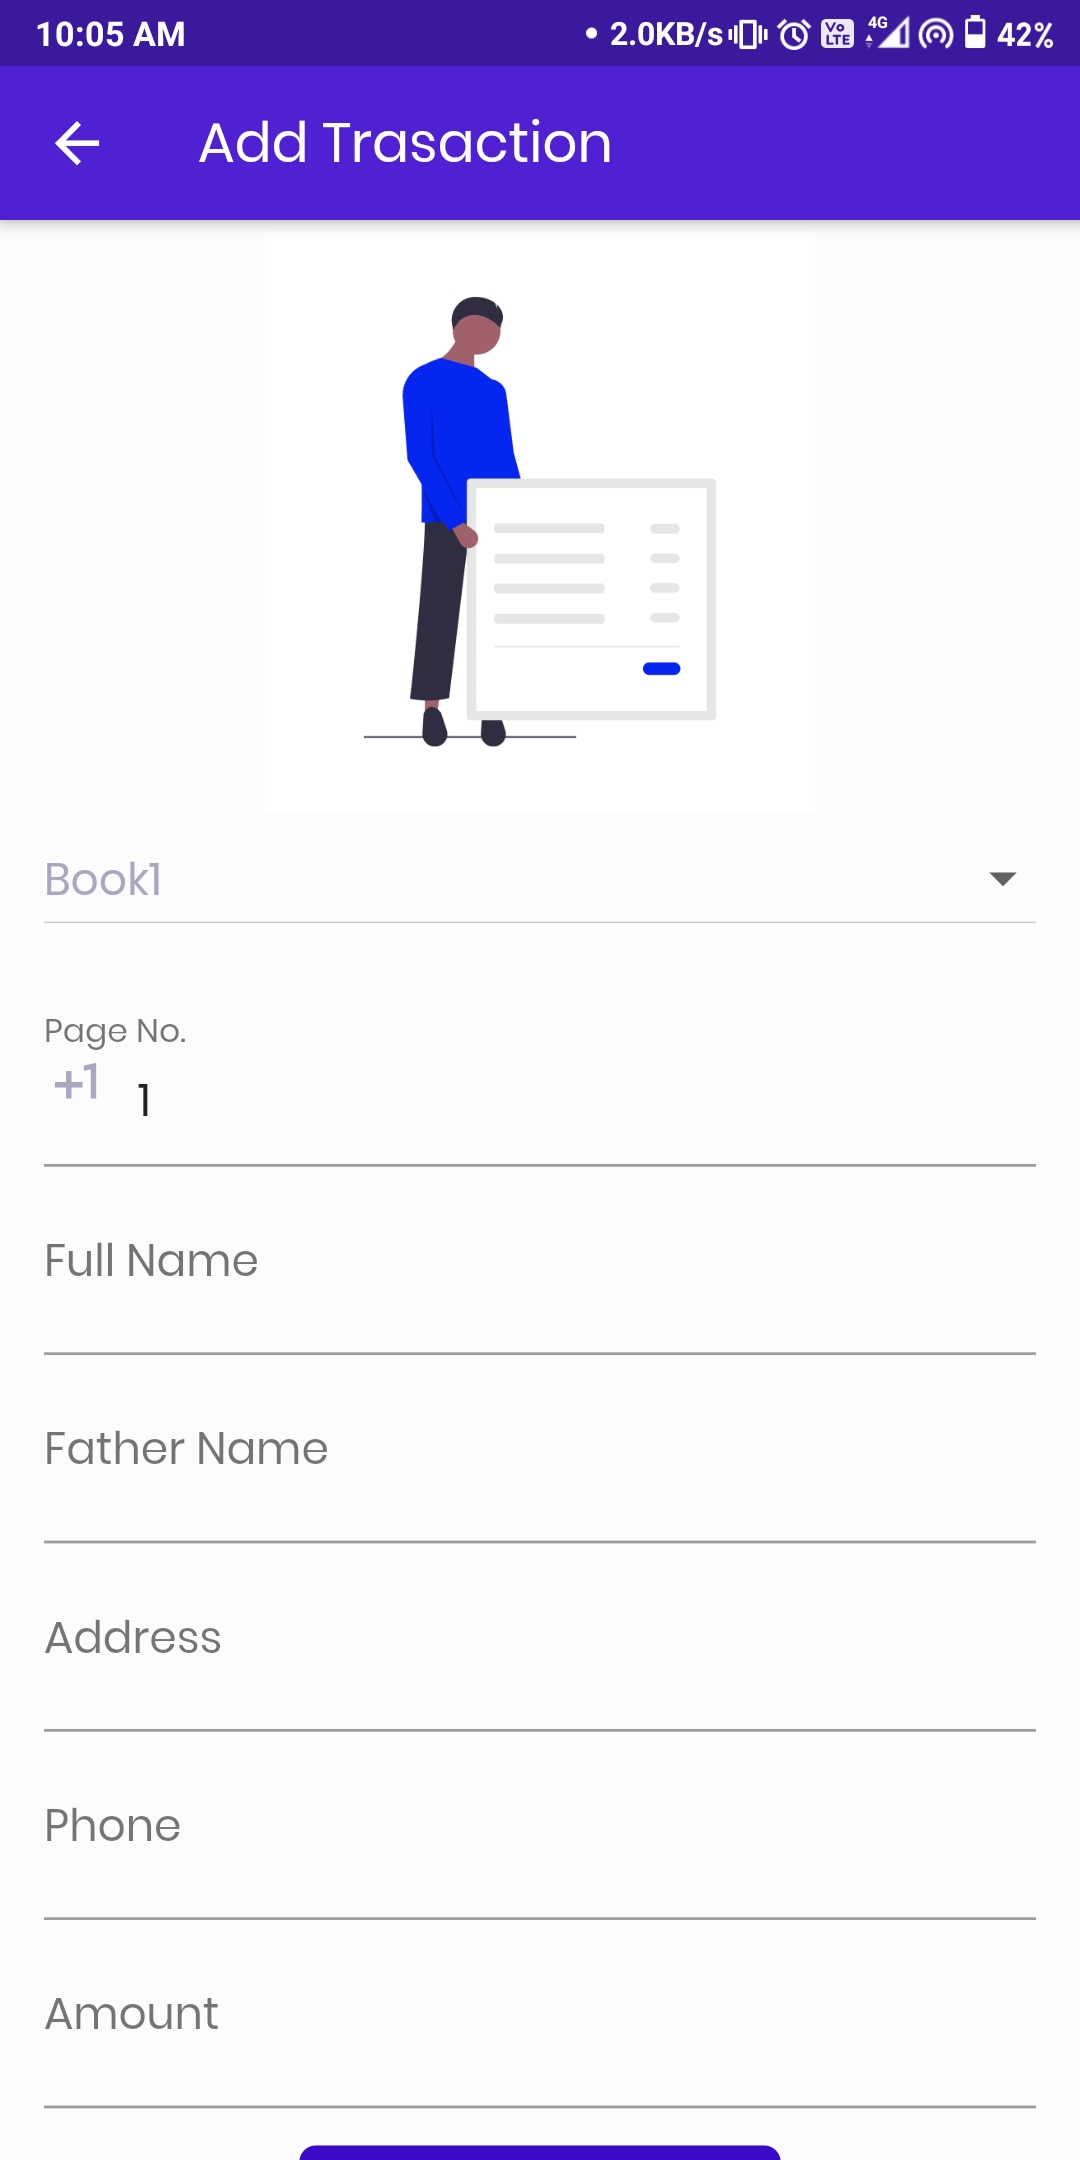 10:05 AM 2.0KB/s Vo LTE 4G 42%
Add Trasaction
Book1
Page No.
+1 1
Full Name
Father Name
Address
Phone
Amount